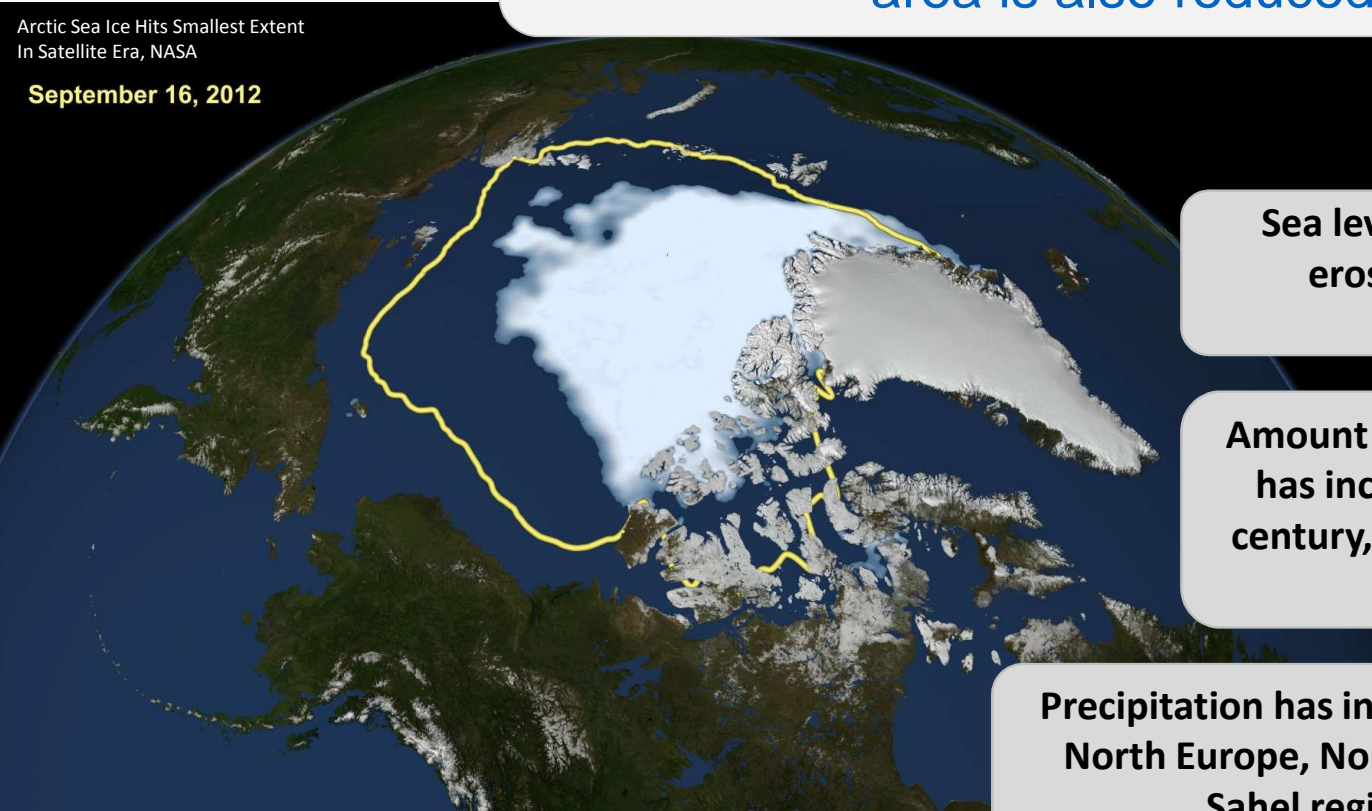 area is also reduced
Arctic Sea Ice Hits Smallest Extent
In Satellite Era, NASA
September 16, 2012
Sea lev
eros
Amount
has inc
century,
Precipitation has in
North Europe, No
Sahel regi